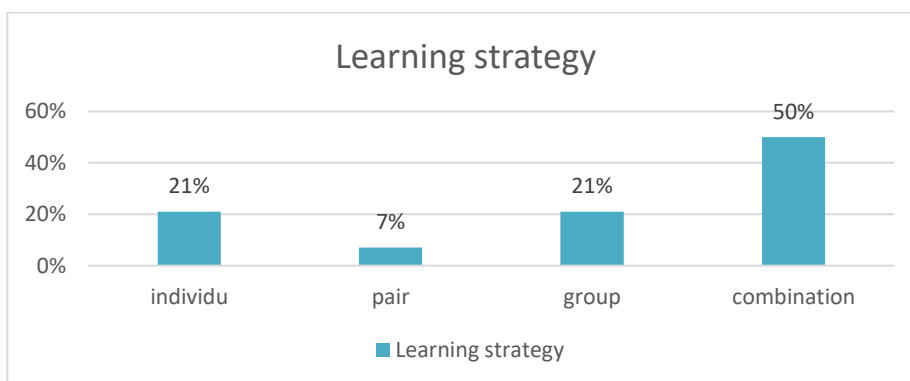 Learning strategy
60%
40%
20%
0%
21%
7%
21%
50%
individu
pair
group
combination
Learning strategy